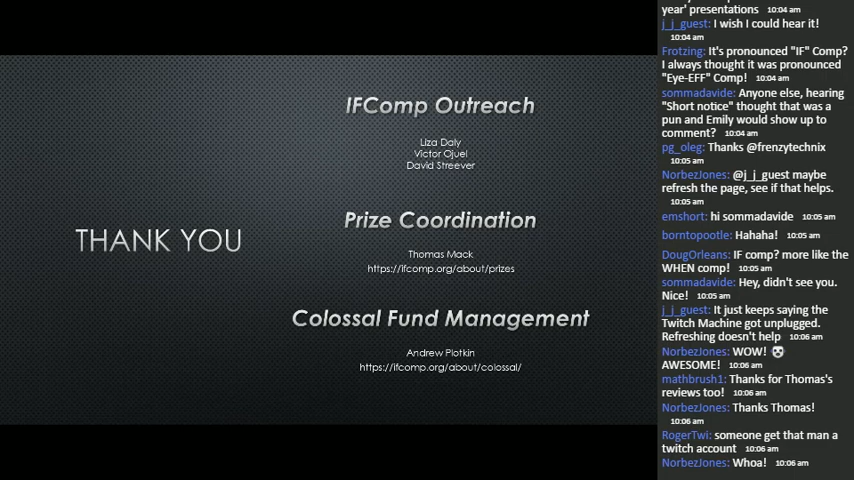 THANK YOU
IFComp Outreach
Liza Daly
Victor Ojuel
David Streever
Prize Coordination
Thomas Mack
https://ifcomp.org/about/prizes
Colossal Fund Management
Andrew Plotkin
https://ifcomp.org/about/colossal/
year' presentations 10:04 am
j_j_guest: I wish I could hear it!
10:04 am
Frotzing: It's pronounced "IF" Comp?
I always thought it was pronounced
"Eye-EFF" Comp! 10:04 am
sommadavide: Anyone else, hearing
"Short notice" thought that was a
pun and Emily would show up to
comment? 10:04 am
pg_oleg: Thanks @frenzytechnix
10:05 am
NorbezJones: @j_j_guest maybe
refresh the page, see if that helps.
10:05 am
emshort: hi sommadavide 10:05 am
borntopootle: Hahaha! 10:05 am
DougOrleans: IF comp? more like the
WHEN comp! 10:05 am
sommadavide: Hey, didn't see you.
Nice! 10:05 am
j_j_guest: It just keeps saying the
Twitch Machine got unplugged.
Refreshing doesn't help 10:06 am
NorbezJones: WOW!
AWESOME! 10:06 am
mathbrush1: Thanks for Thomas's
reviews too! 10:06 am
NorbezJones: Thanks Thomas!
10:06 am
RogerTwi: someone get that man a
twitch account 10:06 am
NorbezJones: Whoa! 10:06 am